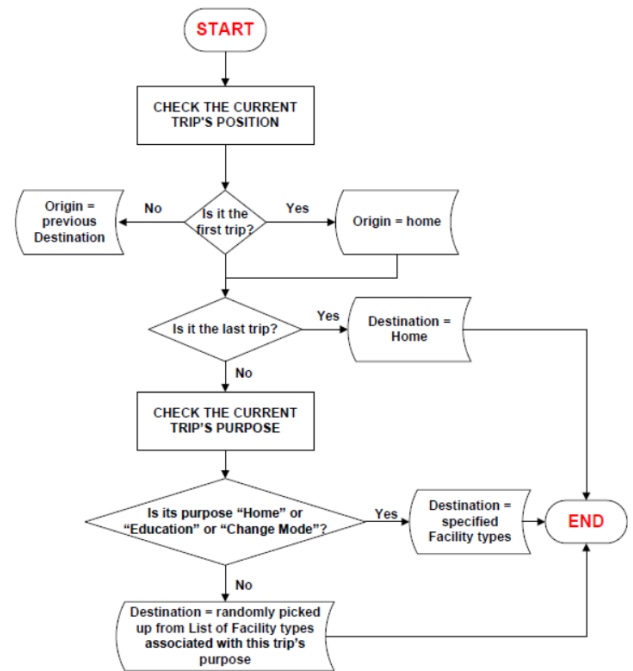 START
CHECK THE CURRENT
TRIP'S POSITION
Origin =
previous
Destination
No
Is it the
first trip?
Yes
Origin = home
Is it the last trip?
Yes
Destination =
Home
No
CHECK THE CURRENT
TRIP'S PURPOSE
Is its purpose “Home” or
“Education” or “Change Mode”?
Yes
Destination =
specified
Facility types
END
No
Destination = randomly picked
up from List of Facility types
associated with this trip's
purpose